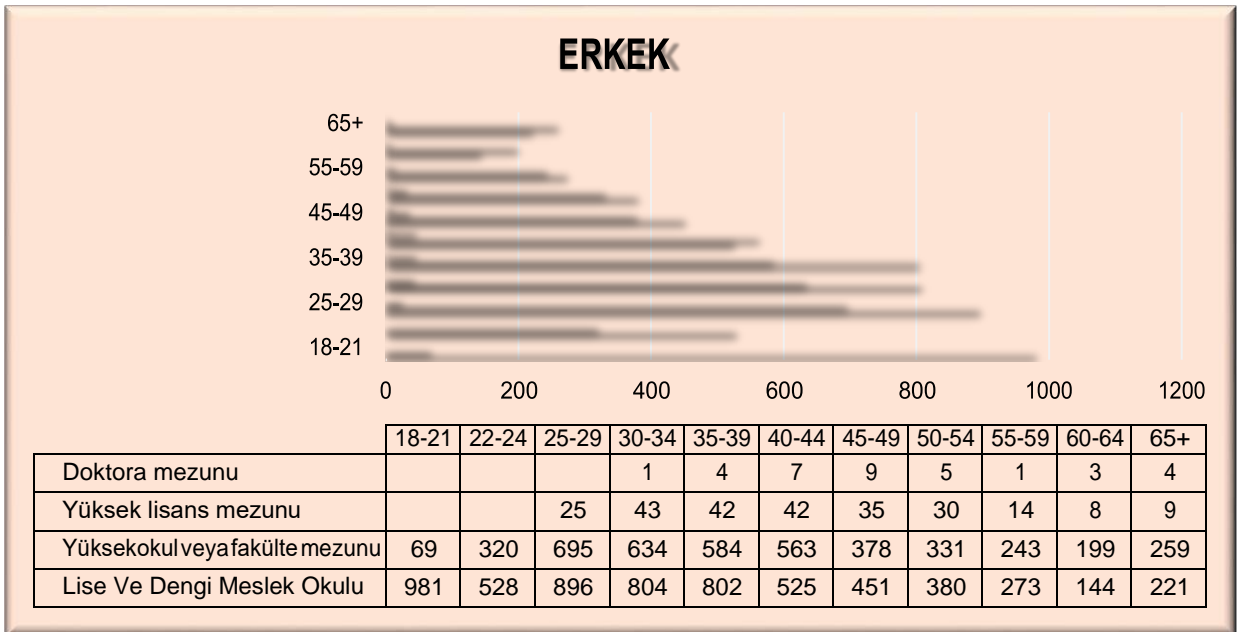 ERKEK
65+
55-59
45-49
35-39
25-29
18-21
0 200 400 600 800 1000 1200
18-21 22-24 25-29 30-34 35-39 40-44 45-49 50-54 55-59 60-64 65+
Doktora mezunu 1 4 7 9 5 1 3 4
Yüksek lisans mezunu 25 43 42 42 35 30 14 8 9
Yüksekokul veya fakülte mezunu 69 320 695 634 584 563 378 331 243 199 259
Lise Ve Dengi Meslek Okulu 981 528 896 804 802 525 451 380 273 144 221